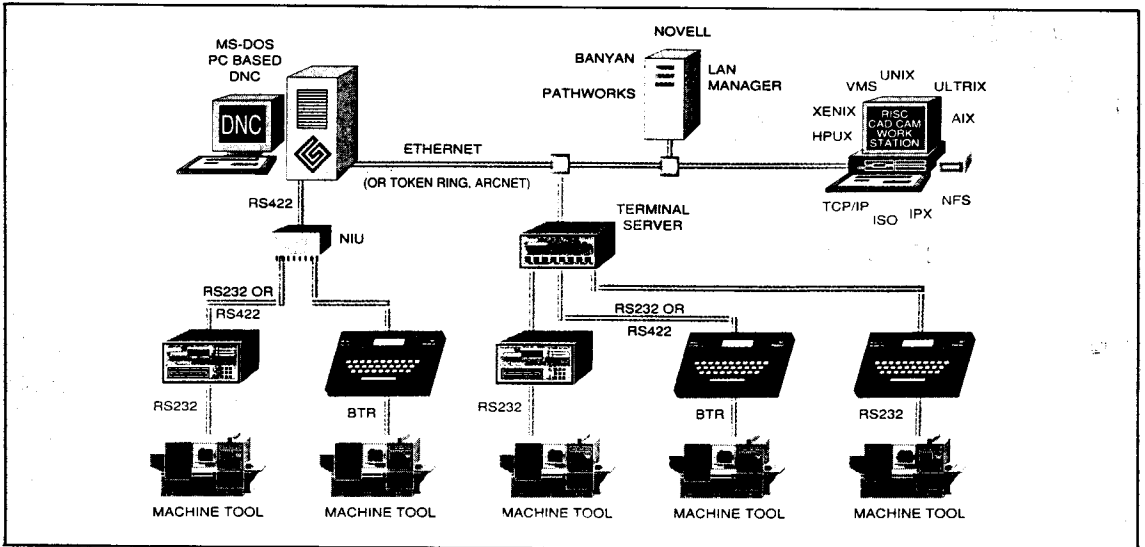 MS-DOS
PC BASED
DNC
DNC
NOVELL
BANYAN
LAN
MANAGER
PATHWORKS
UNIX
VMS
ULTRIX
XENIX
AIX
HPUX
RISC
CAD CAM
WORK
STATION
NFS
TCP/IP
ISO
IPX
ETHERNET
(OR TOKEN RING, ARCNET)
RS422
NIU
TERMINAL
SERVER
RS232 OR
RS422
RS232 OR
RS422
RS232
BTR
RS232
BTR
RS232
MACHINE TOOL
MACHINE TOOL
MACHINE TOOL
MACHINE TOOL
MACHINE TOOL